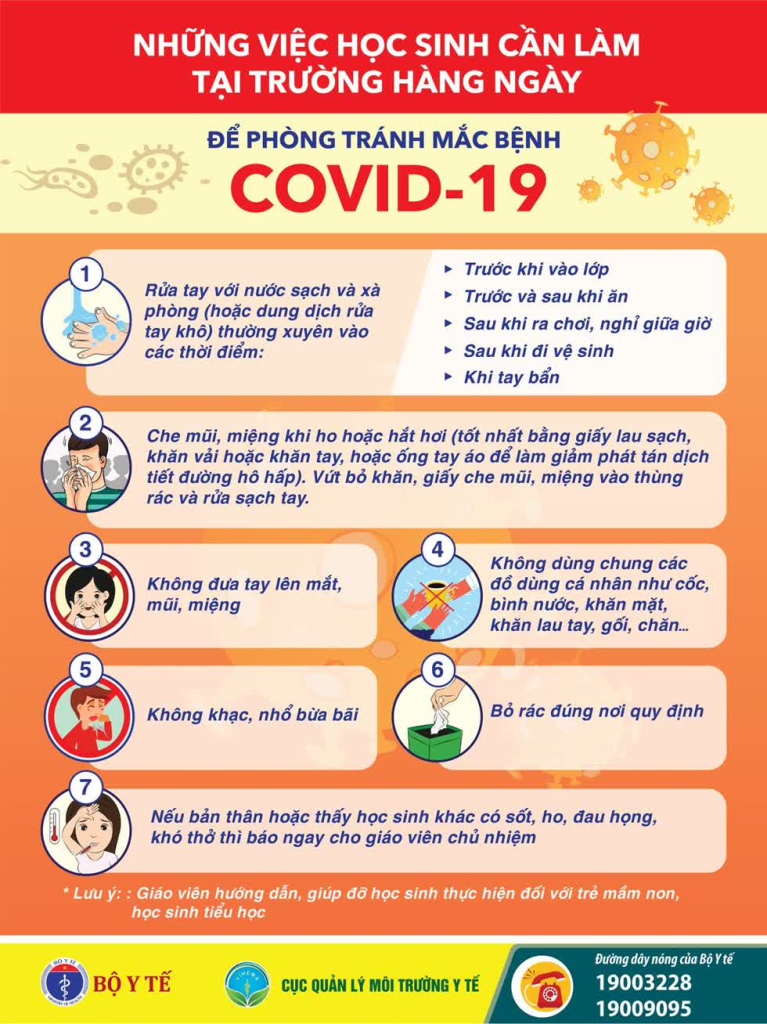 NHỮNG VIỆC HỌC SINH CẦN LÀM
TẠI TRƯỜNG HÀNG NGÀY
ĐỂ PHÒNG TRÁNH MẮC BỆNH
COVID-19
1
Rửa tay với nước sạch và xà
phòng (hoặc dung dịch rửa
tay khô) thường xuyên vào
các thời điểm:
▸ Trước khi vào lớp
▸ Trước và sau khi ăn
▸ Sau khi ra chơi, nghỉ giữa giờ
▸ Sau khi đi vệ sinh
▸ Khi tay bẩn
2
Che mũi, miệng khi ho hoặc hắt hơi (tốt nhất bằng giấy lau sạch,
khăn vải hoặc khăn tay, hoặc ống tay áo để làm giảm phát tán dịch
tiết đường hô hấp). Vứt bỏ khăn, giấy che mũi, miệng vào thùng
rác và rửa sạch tay.
3
Không đưa tay lên mắt,
mũi, miệng
4
Không dùng chung các
đồ dùng cá nhân như cốc,
bình nước, khăn mặt,
khăn lau tay, gối, chăn...
5
Không khạc, nhổ bừa bãi
6
Bỏ rác đúng nơi quy định
7
Nếu bản thân hoặc thấy học sinh khác có sốt, ho, đau họng,
khó thở thì báo ngay cho giáo viên chủ nhiệm
* Lưu ý: : Giáo viên hướng dẫn, giúp đỡ học sinh thực hiện đối với trẻ mầm non,
học sinh tiểu học
BỘ Y TẾ
MINISTRY OF HEALTH
BỘ Y TẾ
VIHEMA
CỤC QUẢN LÝ MÔI TRƯỜNG Y TẾ
Đường dây nóng của Bộ Y tế
19003228
19009095